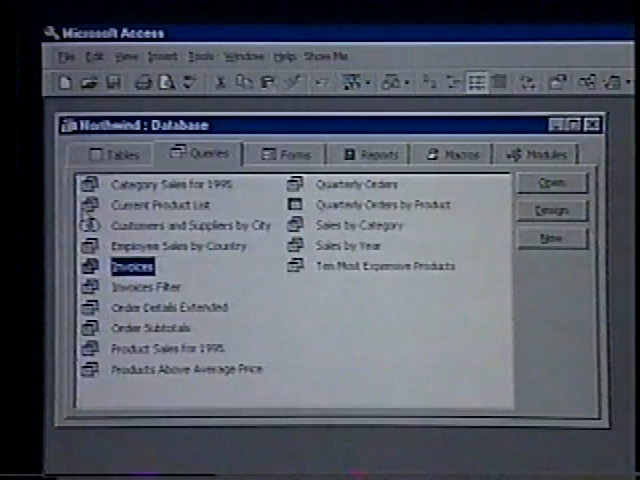 Microsoft Access
File Edit View Insert Tools Window Help Show Me
Northwind : Database
Tables Queries Forms Reports Macros Modules
Category Sales for 1995
Current Product List
Customers and Suppliers by City
Employee Sales by Country
Invoices
Invoices Filter
Order Details Extended
Order Subtotals
Product Sales for 1995
Products Above Average Price
Quarterly Orders
Quarterly Orders by Product
Sales by Category
Sales by Year
Ten Most Expensive Products
Open
Design
New